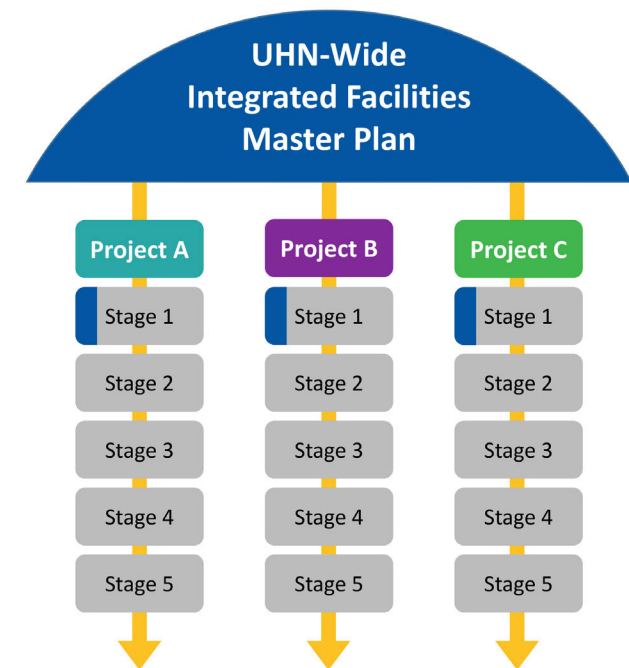 UHN-Wide
Integrated Facilities
Master Plan
Project A
Project B
Project C
Stage 1
Stage 1
Stage 1
Stage 2
Stage 2
Stage 2
Stage 3
Stage 3
Stage 3
Stage 4
Stage 4
Stage 4
Stage 5
Stage 5
Stage 5